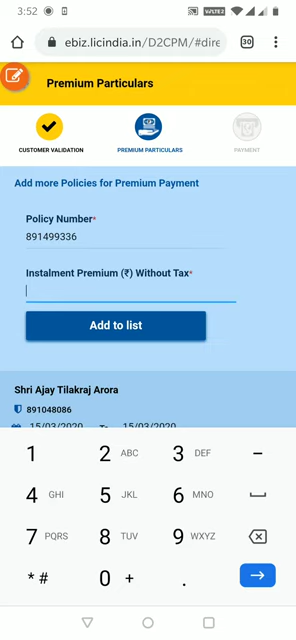 3:52
VoLTE 2
ebiz.licindia.in/D2CPM/#dire
30
Premium Particulars
CUSTOMER VALIDATION
PREMIUM PARTICULARS
PAYMENT
Add more Policies for Premium Payment
Policy Number*
891499336
Instalment Premium (₹) Without Tax*
Add to list
Shri Ajay Tilakraj Arora
891048086
15/03/2020 To 15/03/2020
1 2 ABC 3 DEF −
4 GHI 5 JKL 6 MNO
7 PQRS 8 TUV 9 WXYZ
* # 0 + .